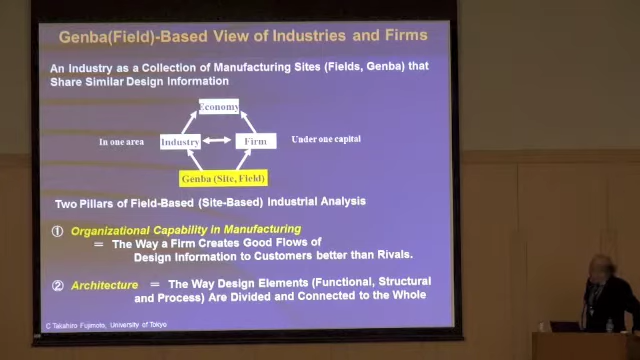 Genba(Field)-Based View of Industries and Firms
An Industry as a Collection of Manufacturing Sites (Fields, Genba) that
Share Similar Design Information
Economy
In one area
Industry
Firm
Under one capital
Genba (Site, Field)
Two Pillars of Field-Based (Site-Based) Industrial Analysis
① Organizational Capability in Manufacturing
＝ The Way a Firm Creates Good Flows of
Design Information to Customers better than Rivals.
② Architecture ＝ The Way Design Elements (Functional, Structural
and Process) Are Divided and Connected to the Whole
C Takahiro Fujimoto, University of Tokyo